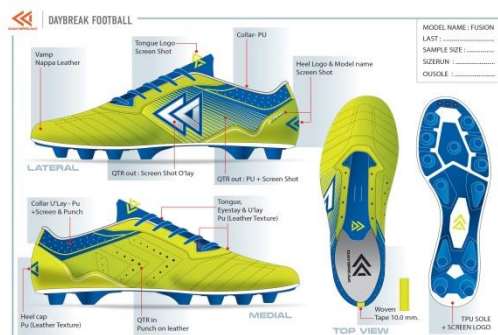 DAYBREAK FOOTBALL
DAYBREAK
MODEL NAME : FUSION
LAST :
SAMPLE SIZE :
SIZERUN :
OUSOLE :
Vamp
Nappa Leather
Tongue Logo
Screen Shot
Collar- PU
Heel Logo & Model name
Screen Shot
LATERAL
QTR out : Screen Shot O'lay
QTR out : PU + Screen Shot
Collar U'Lay - Pu
+Screen & Punch
Tongue,
Eyestay & U'lay
Pu (Leather Texture)
Heel cap
Pu (Leather Texture)
QTR in
Punch on leather
MEDIAL
Woven
Tape 10.0 mm.
TOP VIEW
TPU SOLE
+ SCREEN LOGO